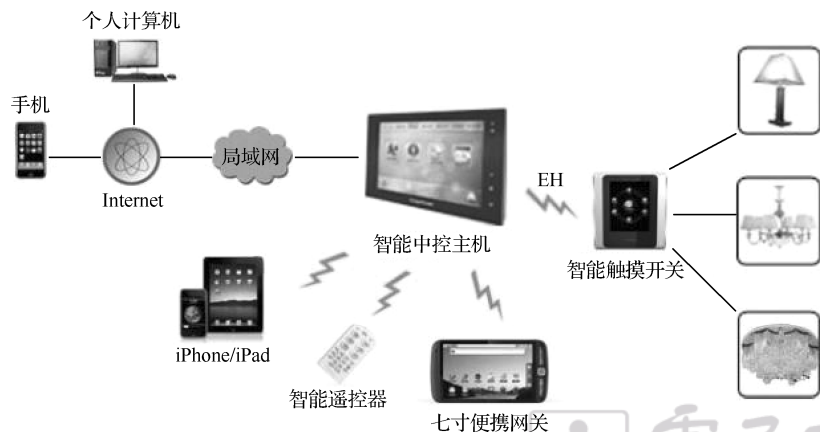 个人计算机
手机
局域网
Internet
EH
智能中控主机
智能触摸开关
iPhone/iPad
智能遥控器
七寸便携网关